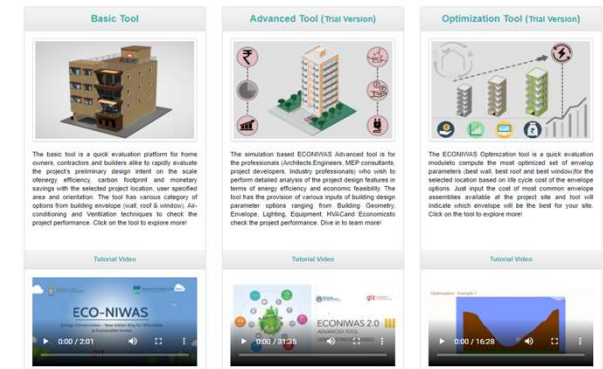 Basic Tool
The basic tool is a quick evaluation platform for home
owners, contractors and builders alike to rapidly evaluate
the project's preliminary design intent on the scale
ofenergy efficiency, carbon footprint and monetary
savings with the selected project location, user specified
area and orientation. The tool has various category of
options from building envelope (wall, roof & window), Air-
conditioning and Ventilation techniques to check the
project performance. Click on the tool to explore more!
Tutorial Video
ECO-NIWAS
0:00 / 2:01
Advanced Tool (Trial Version)
The simulation based ECONIWAS Advanced tool is for
the professionals (Architects,Engineers, MEP consultants,
project developers, Industry professionals) who wish to
perform detailed analysis of the project design features in
terms of energy efficiency and economic feasibility. The
tool has the provision of various inputs of building design
parameter options ranging from Building Geometry,
Envelope, Lighting, Equipment, HVACand Economicsto
check the project performance. Dive in to learn more!
Tutorial Video
giz
ECONIWAS 2.0
ADVANCED TOOL
0:00 / 31:35
Optimization Tool (Trial Version)
The ECONIWAS Optimization tool is a quick evaluation
moduleto compute the most optimized set of envelop
parameters (best wall, best roof and best window)for the
selected location based on life cycle cost of the envelope
options. Just input the cost of most common envelope
assemblies available at the project site and tool will
indicate which envelope will be the best for your site.
Click on the tool to explore more!
Tutorial Video
Optimization Example 1
0:00 / 16:28